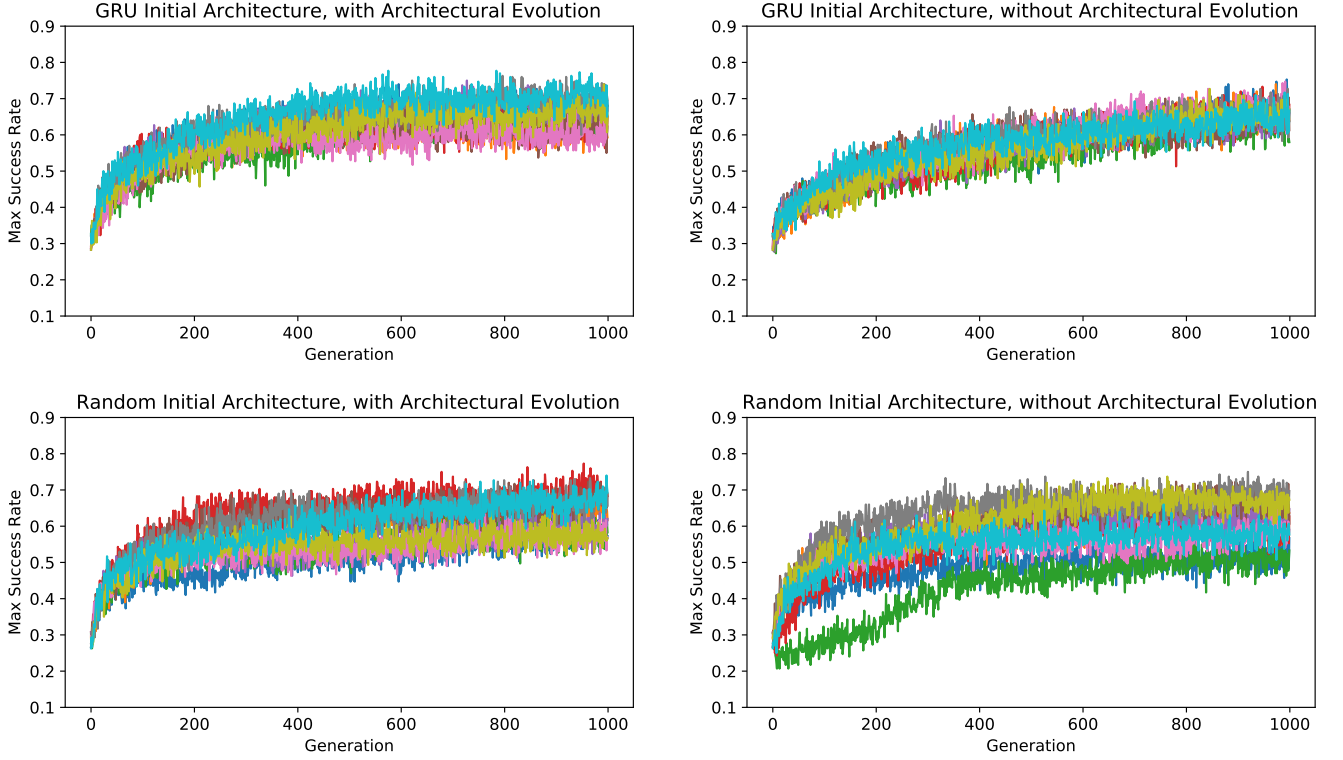 GRU Initial Architecture, with Architectural Evolution
0.9
0.8
0.7
0.6
0.5
0.4
0.3
0.2
0.1
Max Success Rate
0 200 400 600 800 1000
Generation
GRU Initial Architecture, without Architectural Evolution
0.9
0.8
0.7
0.6
0.5
0.4
0.3
0.2
0.1
Max Success Rate
0 200 400 600 800 1000
Generation
Random Initial Architecture, with Architectural Evolution
0.9
0.8
0.7
0.6
0.5
0.4
0.3
0.2
0.1
Max Success Rate
0 200 400 600 800 1000
Generation
Random Initial Architecture, without Architectural Evolution
0.9
0.8
0.7
0.6
0.5
0.4
0.3
0.2
0.1
Max Success Rate
0 200 400 600 800 1000
Generation